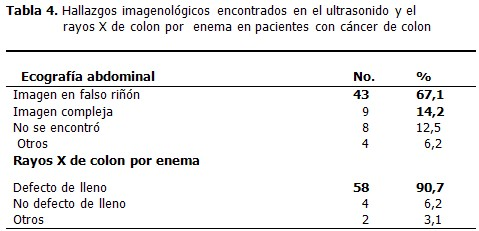 Tabla 4. Hallazgos imagenológicos encontrados en el ultrasonido y el
rayos X de colon por enema en pacientes con cáncer de colon
Ecografía abdominal No. %
Imagen en falso riñón 43 67,1
Imagen compleja 9 14,2
No se encontró 8 12,5
Otros 4 6,2
Rayos X de colon por enema
Defecto de lleno 58 90,7
No defecto de lleno 4 6,2
Otros 2 3,1